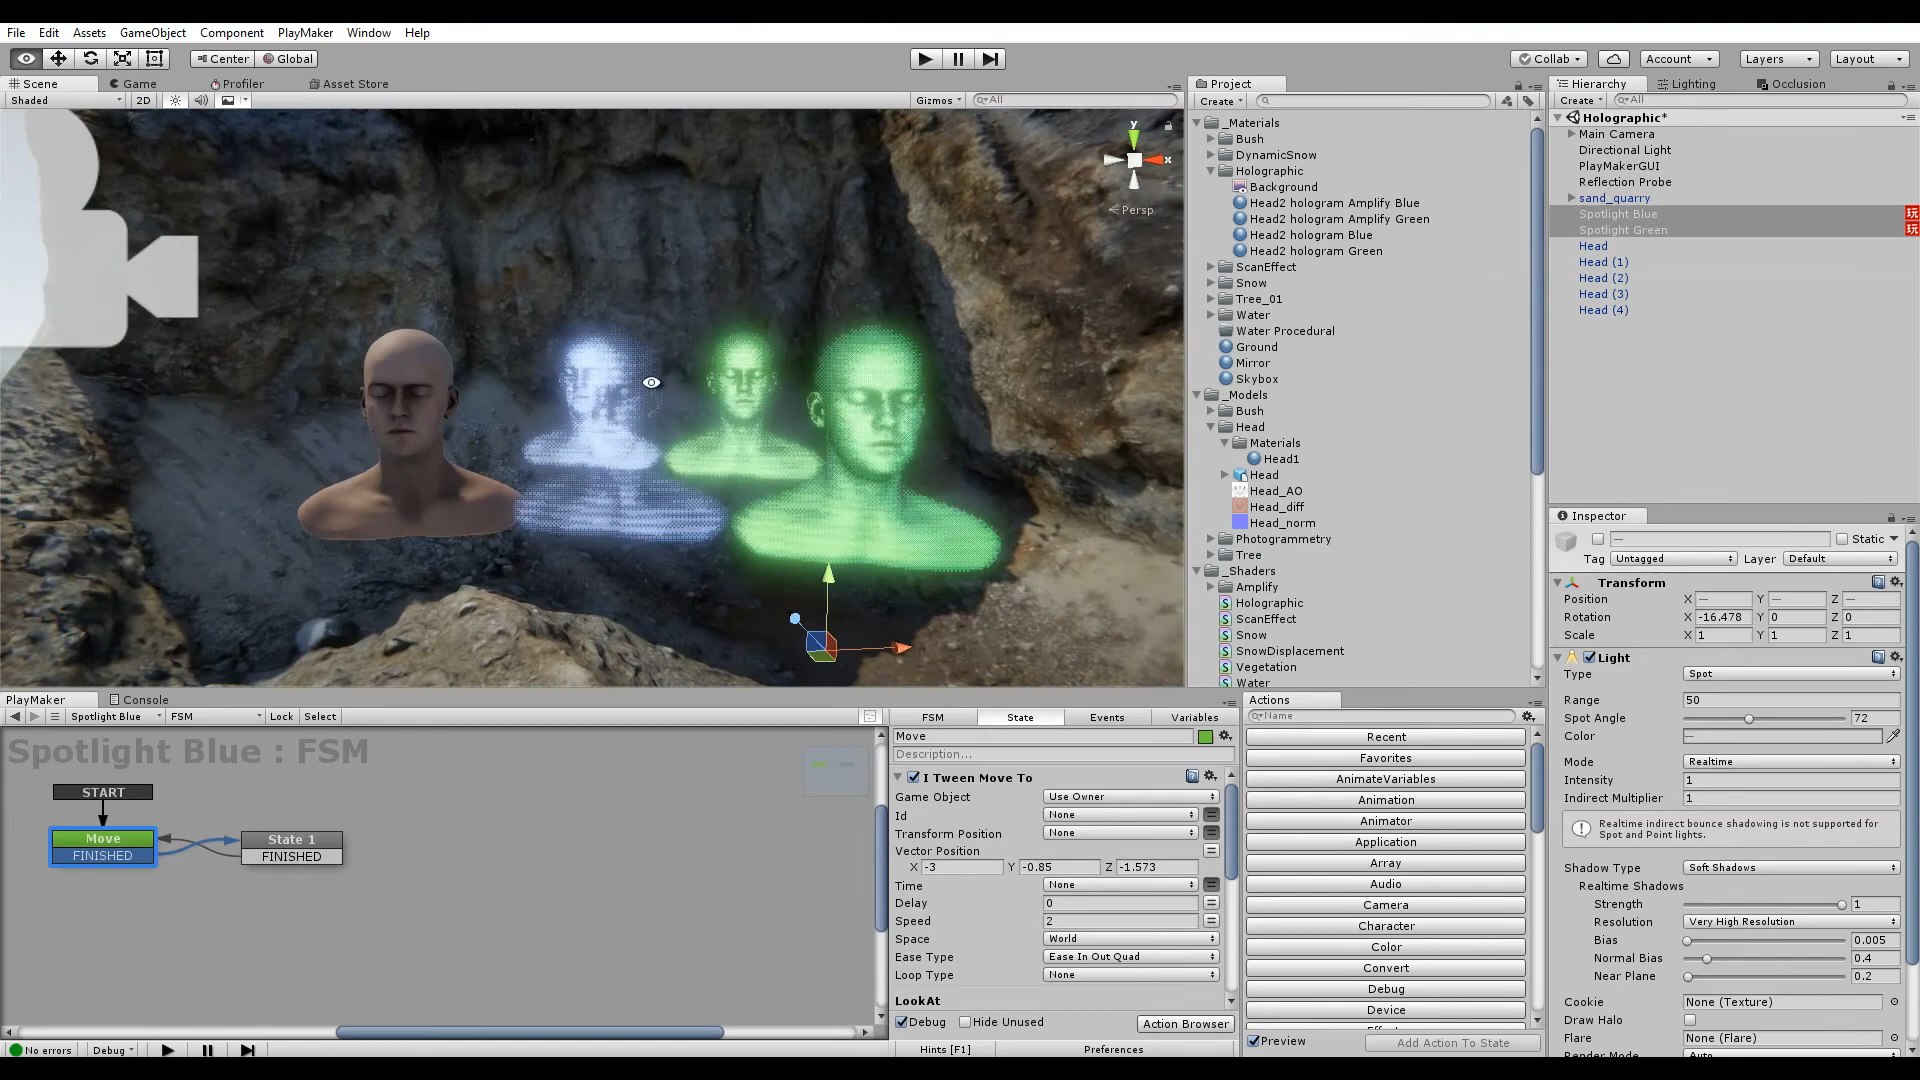 File Edit Assets GameObject Component PlayMaker Window Help
Center Global Collab Account Layers Layout
Scene Game Profiler Asset Store
Shaded 2D Gizmos All
y
x
Persp
Project
Create
_Materials
Bush
DynamicSnow
Holographic
Background
Head2 hologram Amplify Blue
Head2 hologram Amplify Green
Head2 hologram Blue
Head2 hologram Green
ScanEffect
Snow
Tree_01
Water
Water Procedural
Ground
Mirror
Skybox
_Models
Bush
Head
Materials
Head1
Head
Head_AO
Head_diff
Head_norm
Photogrammetry
Tree
_Shaders
Amplify
Holographic
ScanEffect
Snow
SnowDisplacement
Vegetation
Water
Hierarchy Lighting Occlusion
Create All
Holographic*
Main Camera
Directional Light
PlayMakerGUI
Reflection Probe
sand_quarry
Spotlight Blue 玩
Spotlight Green 玩
Head
Head (1)
Head (2)
Head (3)
Head (4)
Inspector
— Static
Tag Untagged Layer Default
Transform
Position X — Y — Z —
Rotation X -16.478 Y 0 Z 0
Scale X 1 Y 1 Z 1
Light
Type Spot
Range 50
Spot Angle 72
Color —
Mode Realtime
Intensity 1
Indirect Multiplier 1
Realtime indirect bounce shadowing is not supported for
Spot and Point lights.
Shadow Type Soft Shadows
Realtime Shadows
Strength 1
Resolution Very High Resolution
Bias 0.005
Normal Bias 0.4
Near Plane 0.2
Cookie None (Texture)
Draw Halo
Flare None (Flare)
Render Mode Auto
PlayMaker Console
Spotlight Blue FSM Lock Select
Spotlight Blue : FSM
START
Move
FINISHED
State 1
FINISHED
No errors Debug
FSM State Events Variables
Move
Description...
I Tween Move To
Game Object Use Owner
Id None
Transform Position None
Vector Position
X -3 Y -0.85 Z -1.573
Time None
Delay 0
Speed 2
Space World
Ease Type Ease In Out Quad
Loop Type None
LookAt
Debug Hide Unused Action Browser
Hints [F1] Preferences
Actions
Name
Recent
Favorites
AnimateVariables
Animation
Animator
Application
Array
Audio
Camera
Character
Color
Convert
Debug
Device
Preview Add Action To State